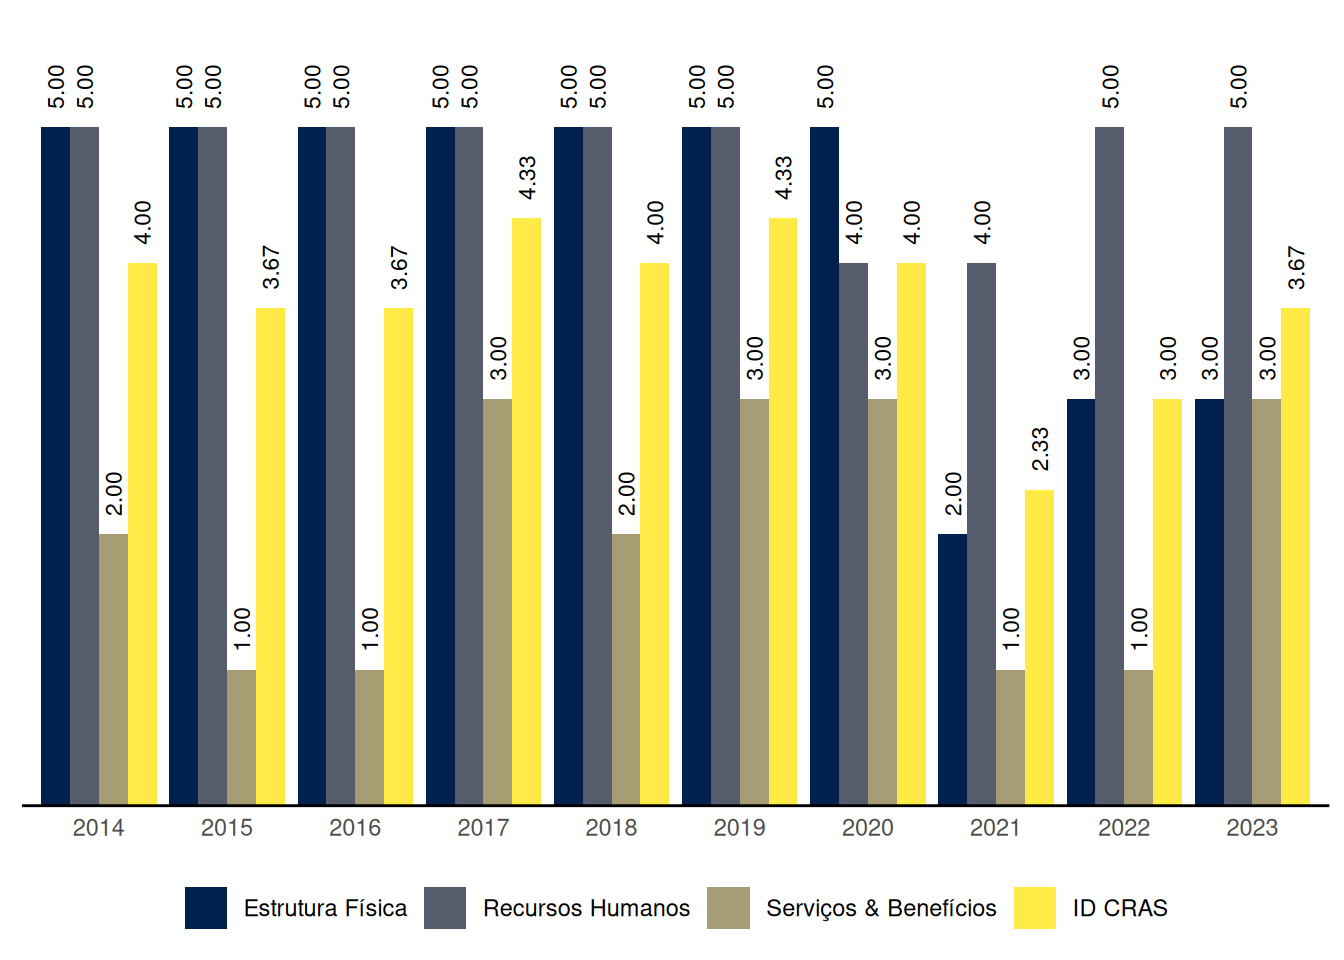 5.00 5.00 2.00 4.00
5.00 5.00 1.00 3.67
5.00 5.00 1.00 3.67
5.00 5.00 3.00 4.33
5.00 5.00 2.00 4.00
5.00 5.00 3.00 4.33
5.00 4.00 3.00 4.00
2.00 4.00 1.00 2.33
3.00 5.00 1.00 3.00
3.00 5.00 3.00 3.67
2014 2015 2016 2017 2018 2019 2020 2021 2022 2023
Estrutura Física Recursos Humanos Serviços & Benefícios ID CRAS